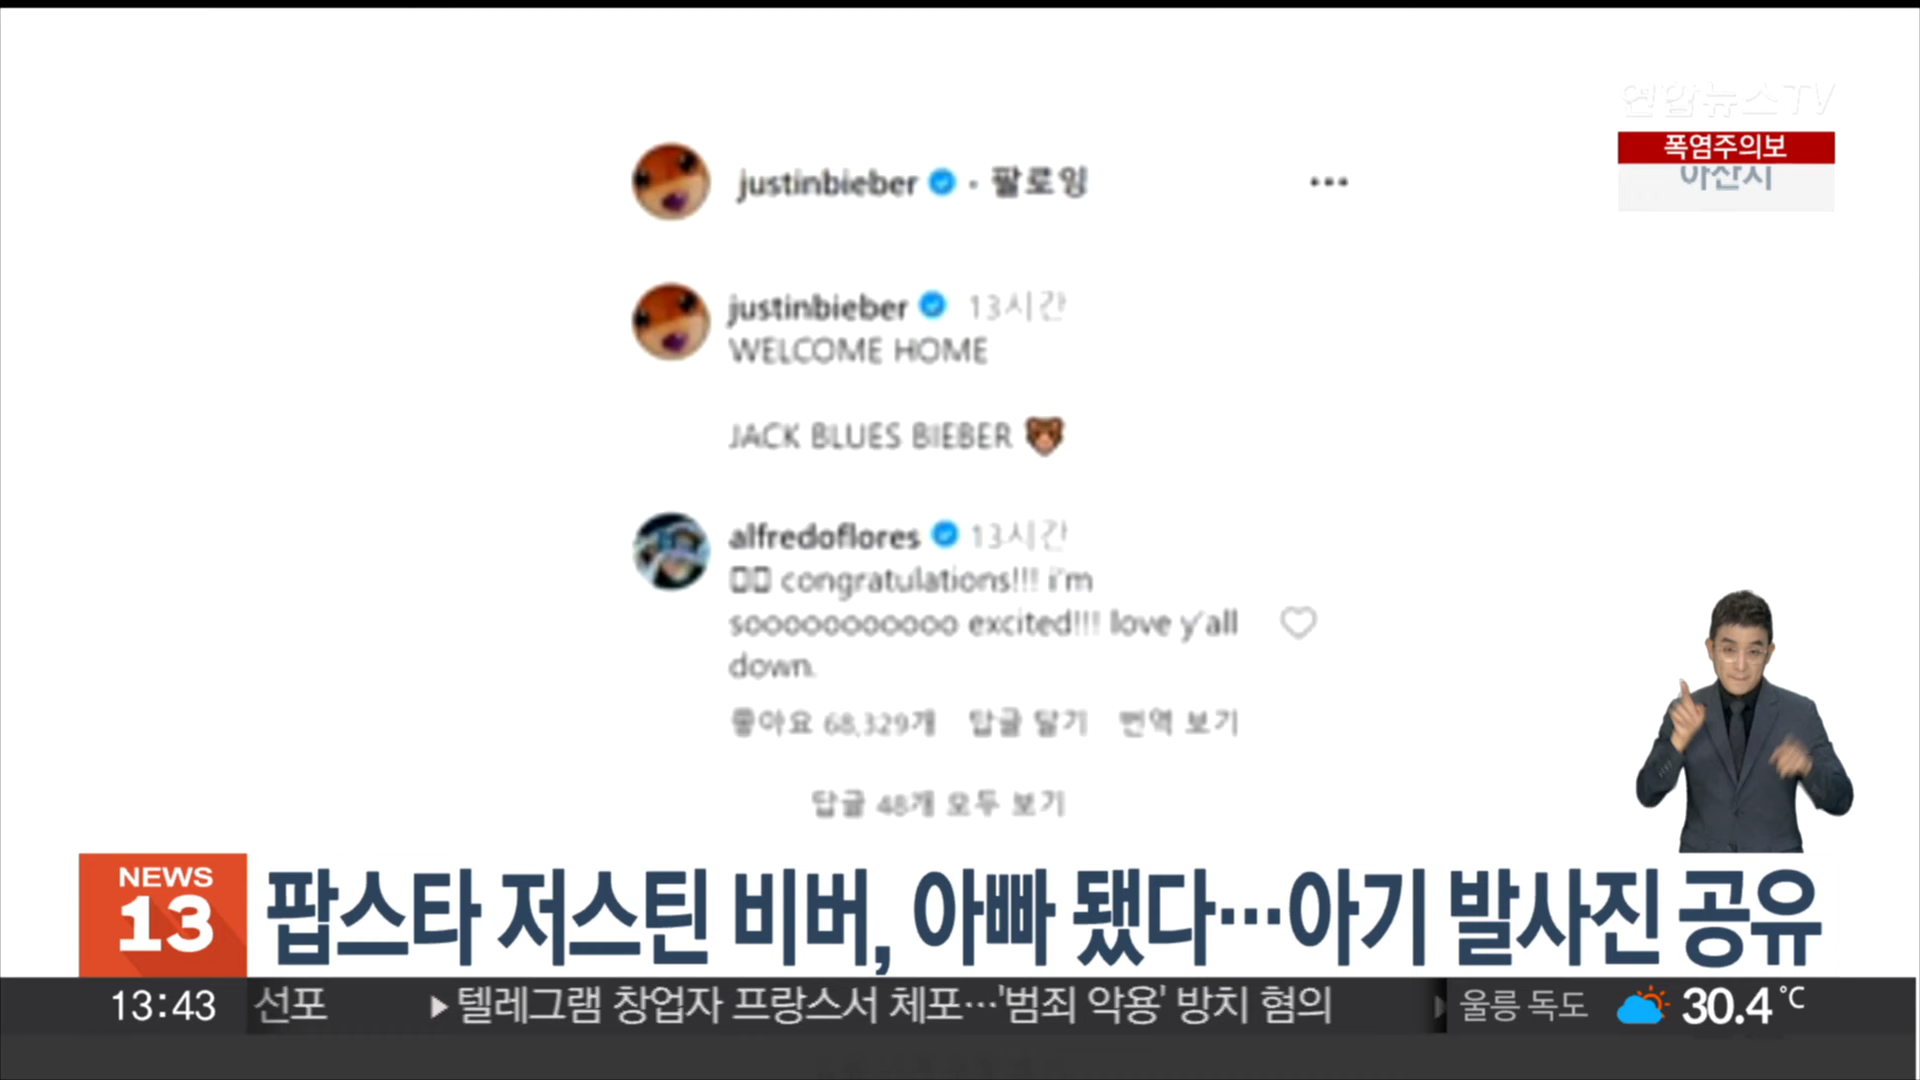 연합뉴스TV
폭염주의보
아산시
justinbieber • 팔로잉
justinbieber 13시간
WELCOME HOME
JACK BLUES BIEBER
alfredoflores 13시간
congratulations!!! i'm
sooooooooooo excited!!! love y'all
down.
좋아요 68,329개 답글 달기 번역 보기
답글 48개 모두 보기
NEWS
13
팝스타 저스틴 비버, 아빠 됐다…아기 발사진 공유
13:43 선포 ▶텔레그램 창업자 프랑스서 체포…'범죄 악용' 방치 혐의 울릉 독도 30.4℃